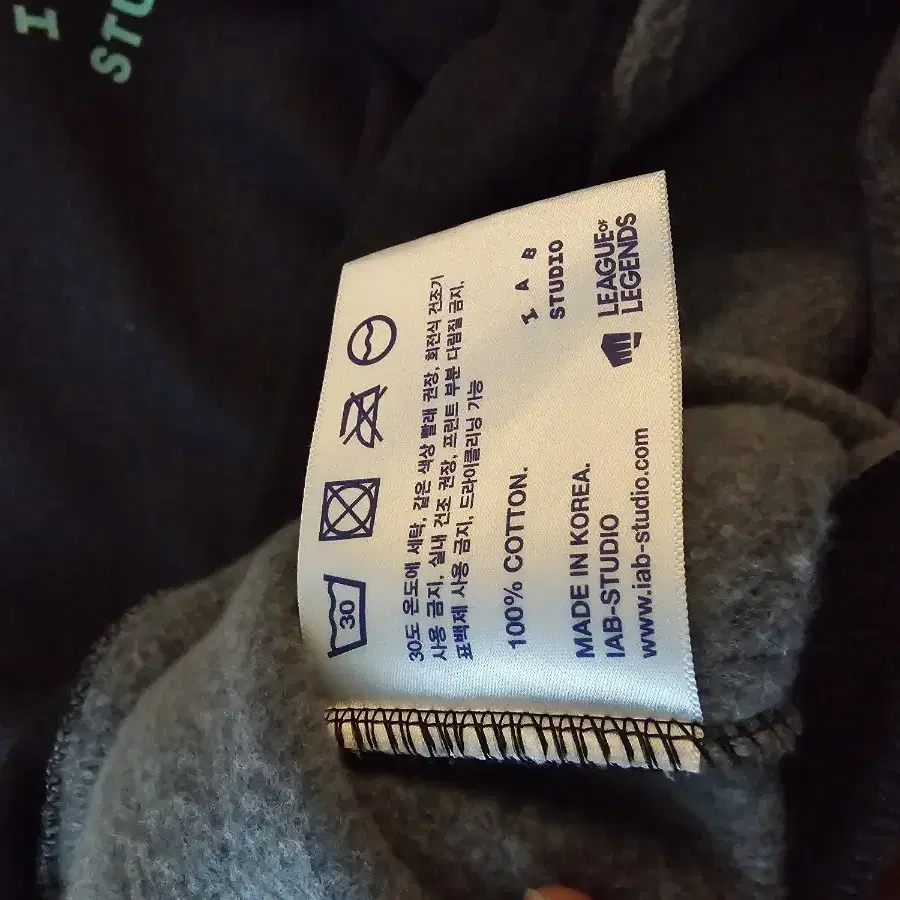 I
STU
30
30도 온도에 세탁, 같은 색상 빨래 권장, 회전식 건조기
사용 금지, 실내 건조 권장, 프린트 부분 다림질 금지,
표백제 사용 금지, 드라이클리닝 가능
100% COTTON.
I A B
STUDIO
MADE IN KOREA.
IAB-STUDIO
www.iab-studio.com
LEAGUE OF
LEGENDS